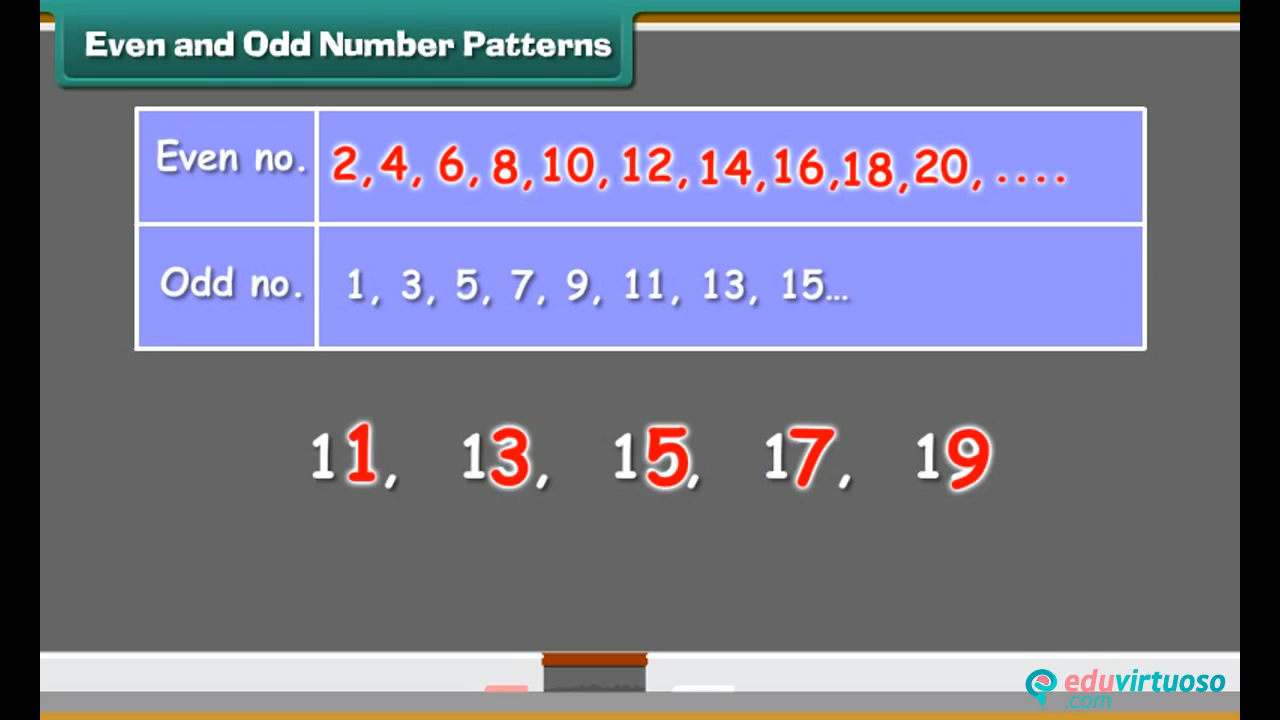 Even and Odd Number Patterns
Even no. 2, 4, 6, 8, 10, 12, 14, 16, 18, 20, ....
Odd no. 1, 3, 5, 7, 9, 11, 13, 15...
11, 13, 15, 17, 19
eduvirtuoso
.com